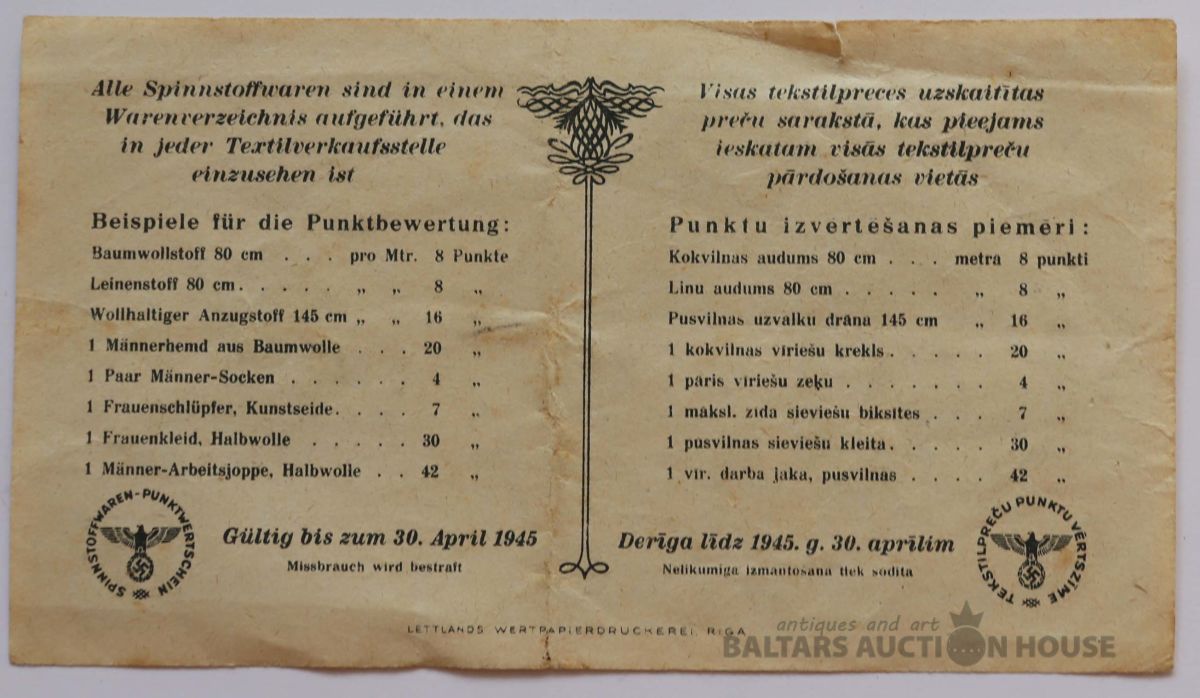 Alle Spinnstoffwaren sind in einem
Warenverzeichnis aufgeführt, das
in jeder Textilverkaufsstelle
einzusehen ist
Beispiele für die Punktbewertung:
Baumwollstoff 80 cm . . . pro Mtr. 8 Punkte
Leinenstoff 80 cm . . . . . „ „ 8 „
Wollhaltiger Anzugstoff 145 cm „ „ 16 „
1 Männerhemd aus Baumwolle . . . 20 „
1 Paar Männer-Socken . . . . . . 4 „
1 Frauenschlüpfer, Kunstseide. . . . 7 „
1 Frauenkleid, Halbwolle . . . . . 30 „
1 Männer-Arbeitsjoppe, Halbwolle . . 42 „
SPINNSTOFFWAREN-PUNKTWERTSCHEIN
Gültig bis zum 30. April 1945
Missbrauch wird bestraft
Visas tekstilpreces uzskaitītas
preču sarakstā, kas pieejams
ieskatam visās tekstilpreču
pārdošanas vietās
Punktu izvērtēšanas piemēri:
Kokvilnas audums 80 cm . . . metra 8 punkti
Linu audums 80 cm . . . . . „ 8 „
Pusvilnas uzvalku drāna 145 cm „ 16 „
1 kokvilnas vīriešu krekls . . . . . 20 „
1 pāris vīriešu zeķu . . . . . . . 4 „
1 māksl. zīda sieviešu biksītes . . . 7 „
1 pusvilnas sieviešu kleita. . . . . 30 „
1 vīr. darba jaka, pusvilnas . . . . 42 „
Derīga līdz 1945. g. 30. aprīlim
Nelikumīga izmantošana tiek sodīta
TEKSTILPREČU PUNKTU VĒRTSZĪME
LETTLANDS WERTPAPIERDRUCKEREI, RIGA
antiques and art
BALTARS AUCTION HOUSE